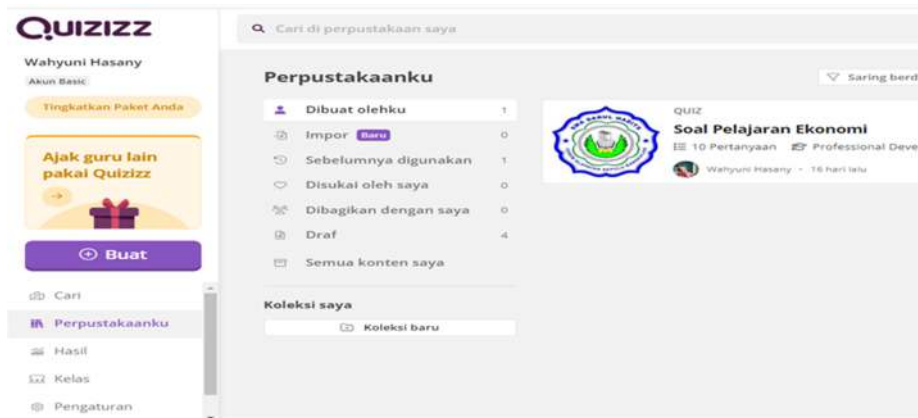 QUIZIZZ
Cari di perpustakaan saya
Wahyuni Hasany
Akun Basic
Tingkatkan Paket Anda
Ajak guru lain
pakai Quizizz
Buat
Cari
Perpustakaanku
Hasil
Kelas
Pengaturan
Perpustakaanku
Saring berd
Dibuat olehku 1
Impor Baru 0
Sebelumnya digunakan 1
Disukai oleh saya 0
Dibagikan dengan saya 0
Draf 4
Semua konten saya
Koleksi saya
Koleksi baru
QUIZ
Soal Pelajaran Ekonomi
10 Pertanyaan Professional Deve
Wahyuni Hasany • 16 hari lalu